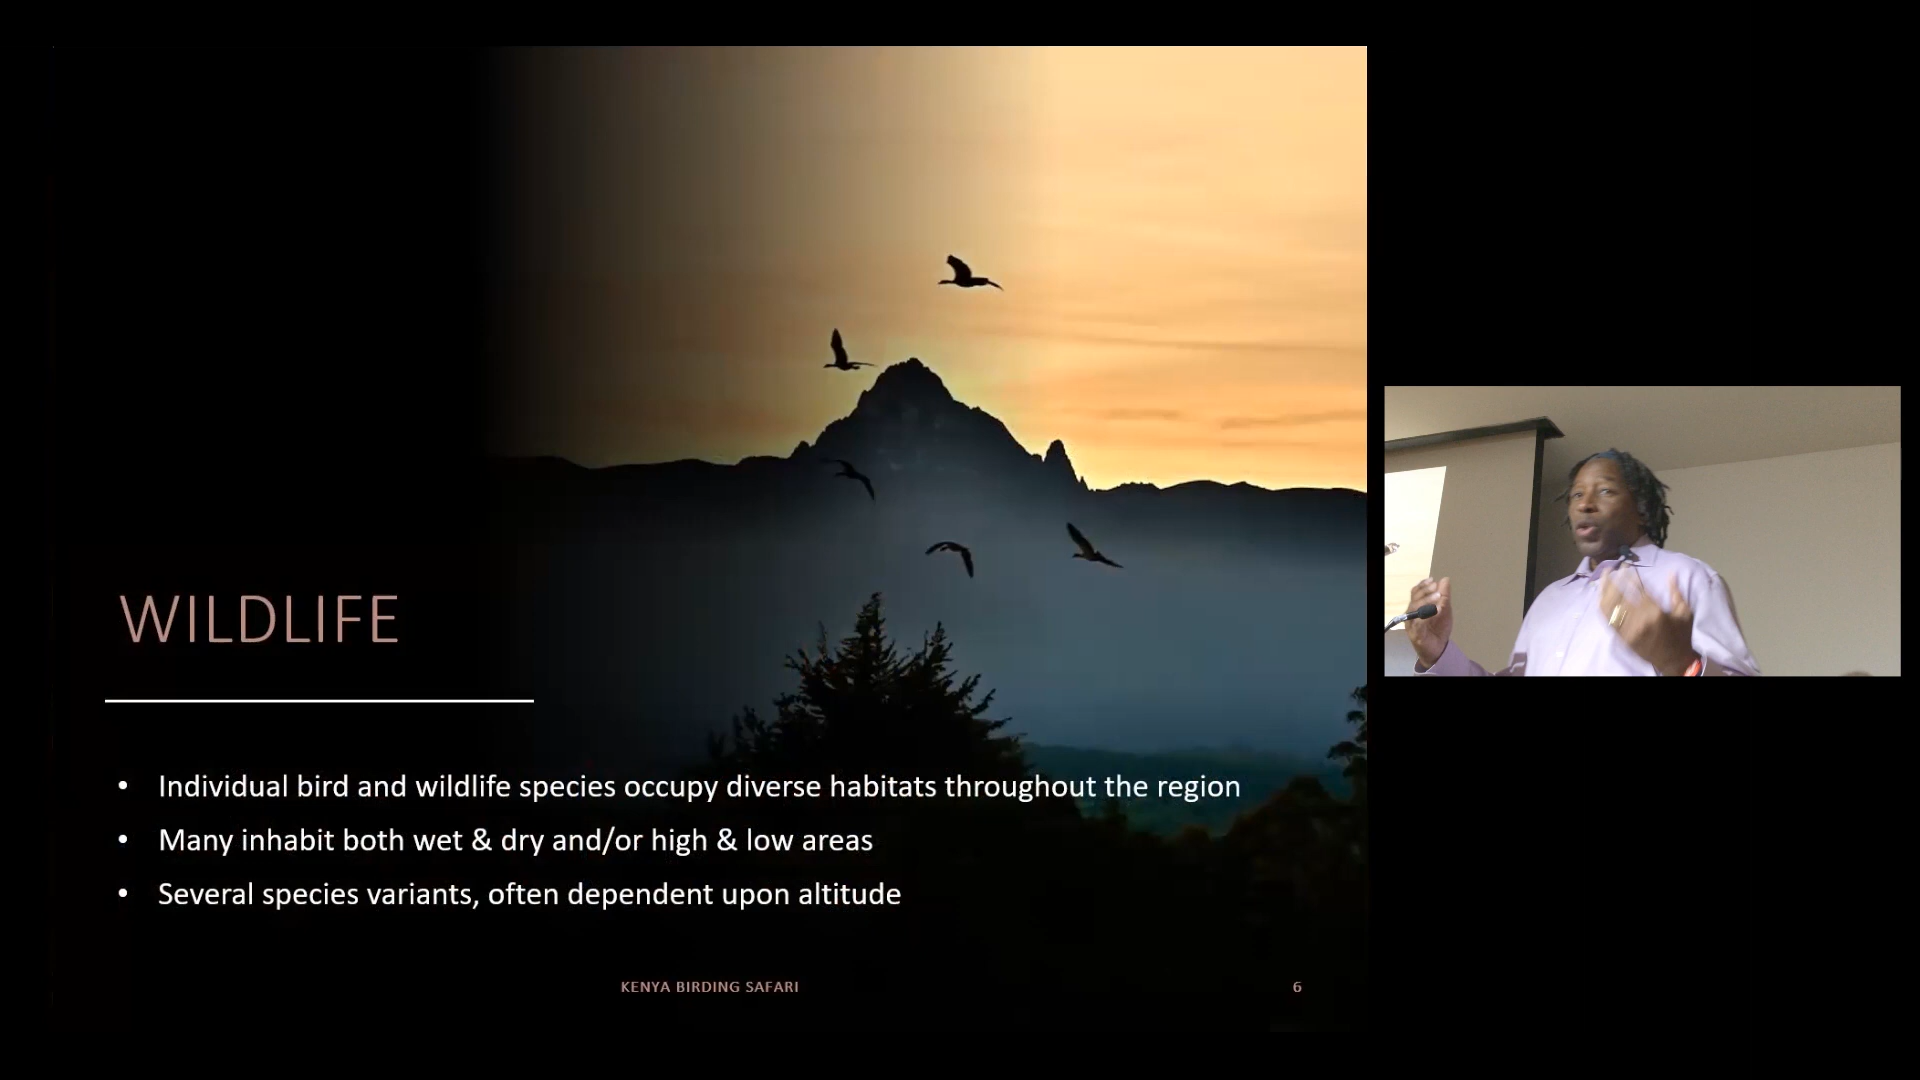 WILDLIFE
• Individual bird and wildlife species occupy diverse habitats throughout the region
• Many inhabit both wet & dry and/or high & low areas
• Several species variants, often dependent upon altitude
KENYA BIRDING SAFARI
6